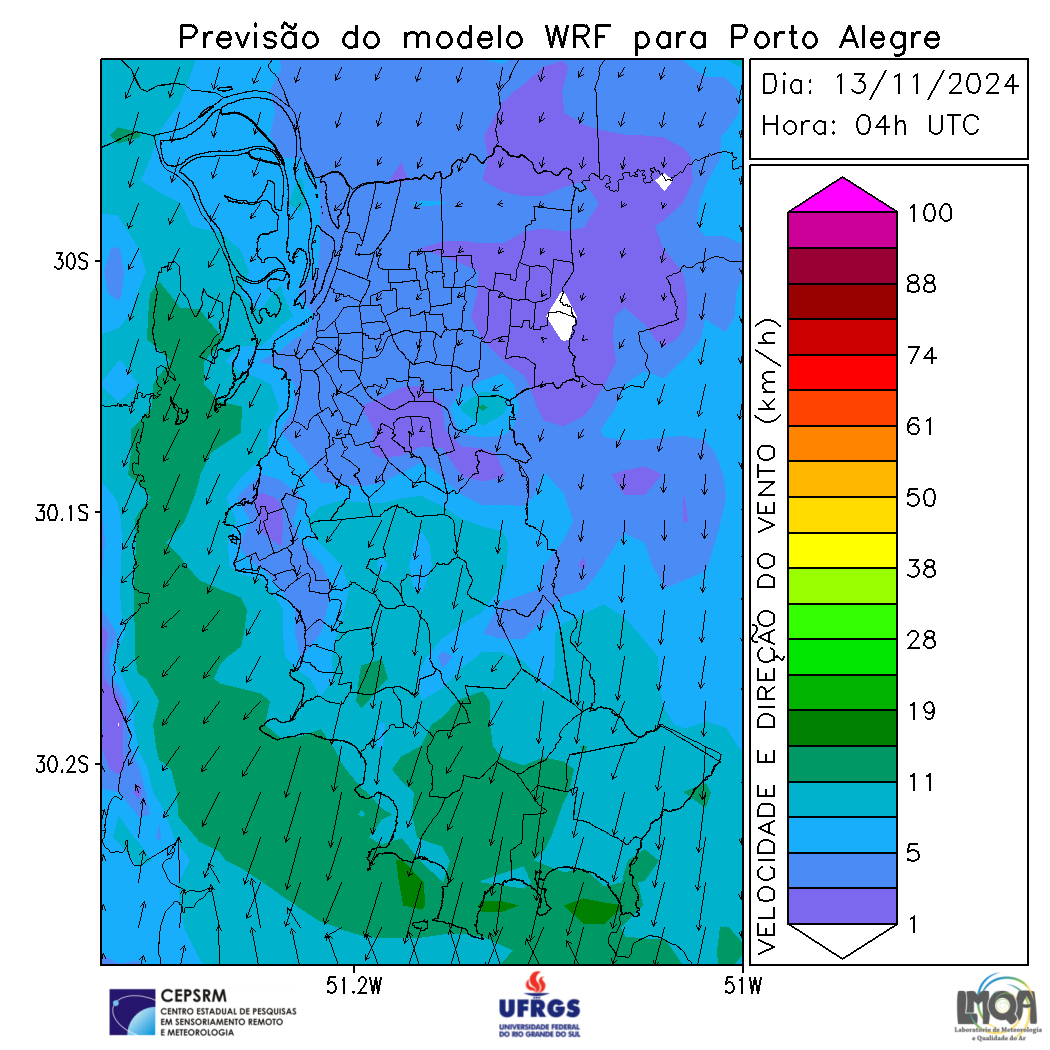 Previsão do modelo WRF para Porto Alegre
Dia: 13/11/2024
Hora: 04h UTC
100
88
74
61
50
38
28
19
11
5
1
VELOCIDADE E DIREÇÃO DO VENTO (km/h)
30S
30.1S
30.2S
51.2W
51W
CEPSRM
CENTRO ESTADUAL DE PESQUISAS
EM SENSORIAMENTO REMOTO
E METEOROLOGIA
UFRGS
UNIVERSIDADE FEDERAL
DO RIO GRANDE DO SUL
LMQA
Laboratório de Meteorologia
e Qualidade do Ar